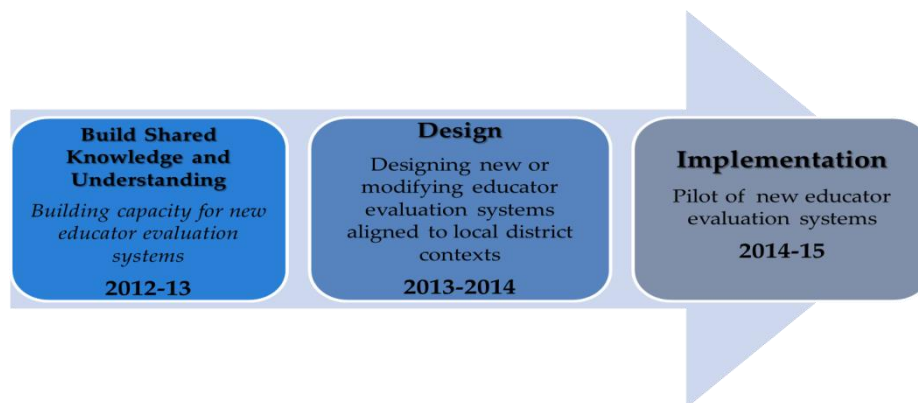 Build Shared
Knowledge and
Understanding
Building capacity for new
educator evaluation
systems
2012-13
Design
Designing new or
modifying educator
evaluation systems
aligned to local district
contexts
2013-2014
Implementation
Pilot of new educator
evaluation systems
2014-15